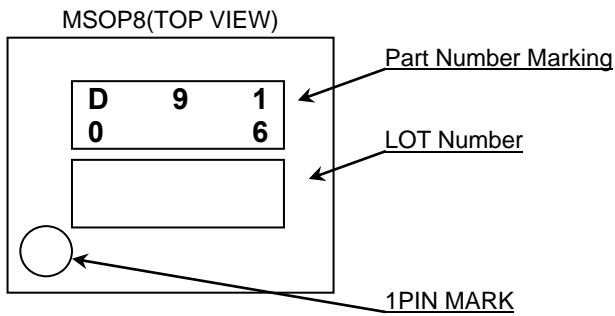 MSOP8(TOP VIEW)
Part Number Marking
D 9 1
0 6
LOT Number
1PIN MARK